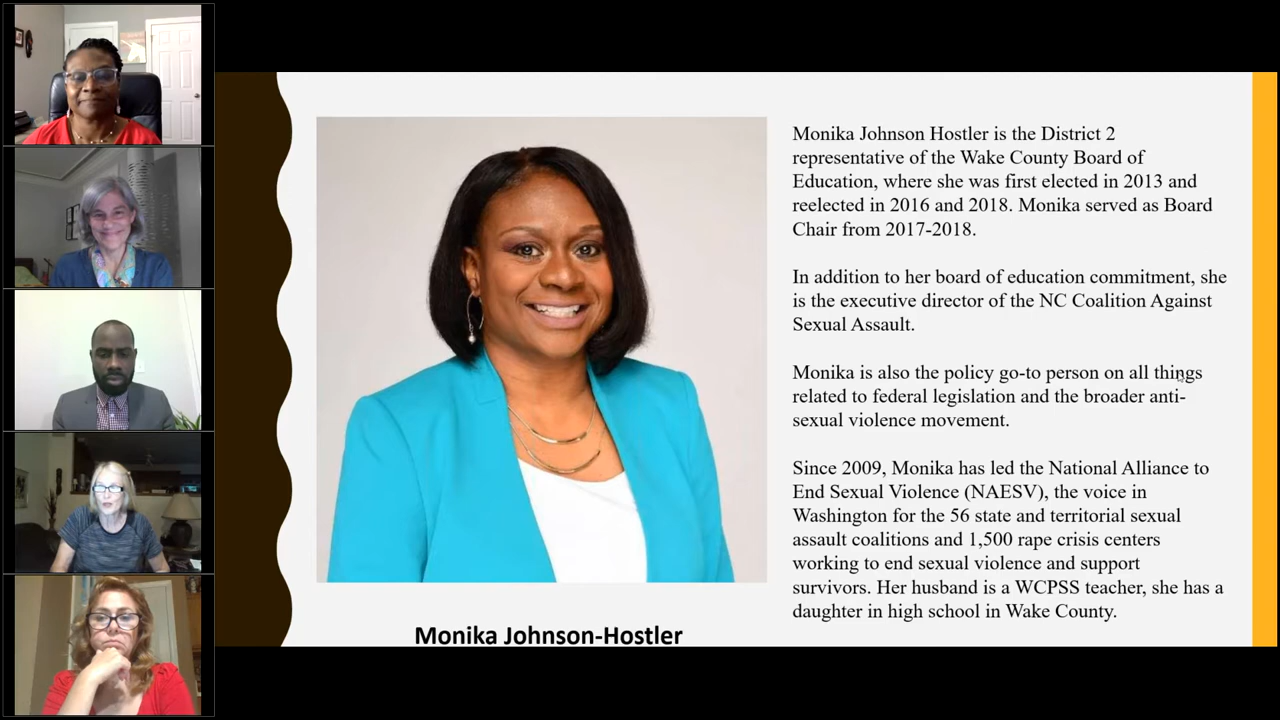 Monika Johnson Hostler is the District 2
representative of the Wake County Board of
Education, where she was first elected in 2013 and
reelected in 2016 and 2018. Monika served as Board
Chair from 2017-2018.
In addition to her board of education commitment, she
is the executive director of the NC Coalition Against
Sexual Assault.
Monika is also the policy go-to person on all things
related to federal legislation and the broader anti-
sexual violence movement.
Since 2009, Monika has led the National Alliance to
End Sexual Violence (NAESV), the voice in
Washington for the 56 state and territorial sexual
assault coalitions and 1,500 rape crisis centers
working to end sexual violence and support
survivors. Her husband is a WCPSS teacher, she has a
daughter in high school in Wake County.
Monika Johnson-Hostler